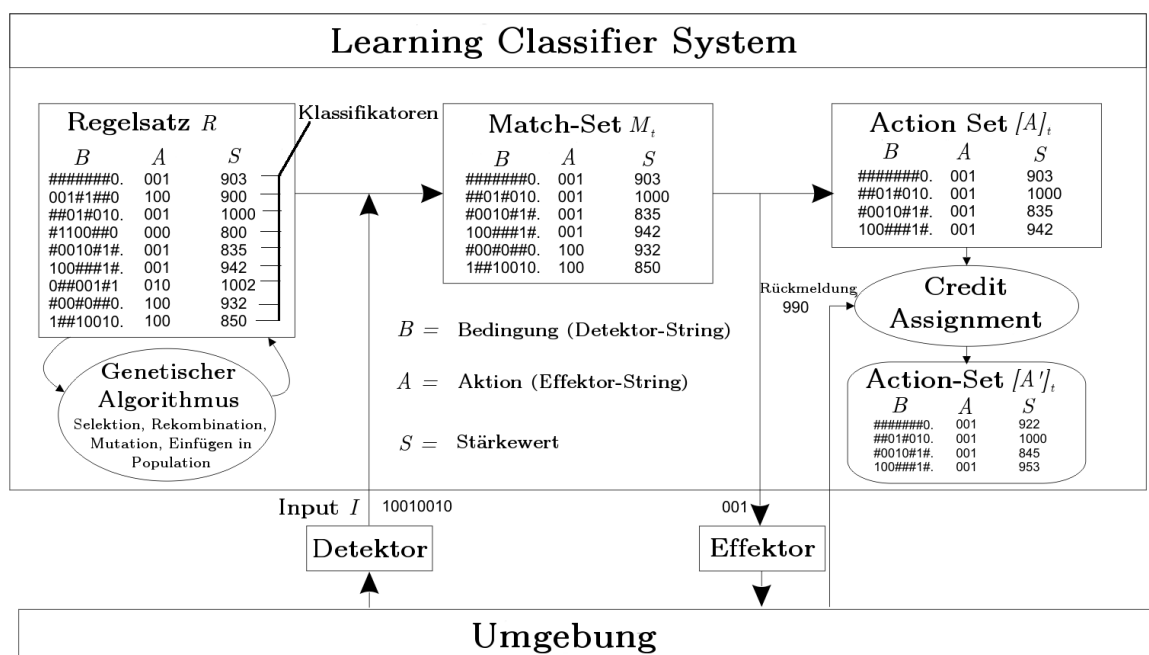 Learning Classifier System
Regelsatz R
B A S
#######0. 001 903
001#1##0 100 900
##01#010. 001 1000
#1100##0 000 800
#0010#1#. 001 835
100###1#. 001 942
0##001#1 010 1002
#00#0##0. 100 932
1##10010. 100 850
Klassifikatoren
Match-Set Mt
B A S
#######0. 001 903
##01#010. 001 1000
#0010#1#. 001 835
100###1#. 001 942
#00#0##0. 100 932
1##10010. 100 850
Action Set [A]t
B A S
#######0. 001 903
##01#010. 001 1000
#0010#1#. 001 835
100###1#. 001 942
Rückmeldung
990
Credit
Assignment
Action-Set [A']t
B A S
#######0. 001 922
##01#010. 001 1000
#0010#1#. 001 845
100###1#. 001 953
Genetischer
Algorithmus
Selektion, Rekombination,
Mutation, Einfügen in
Population
B = Bedingung (Detektor-String)
A = Aktion (Effektor-String)
S = Stärkewert
Input I 10010010
001
Detektor
Effektor
Umgebung